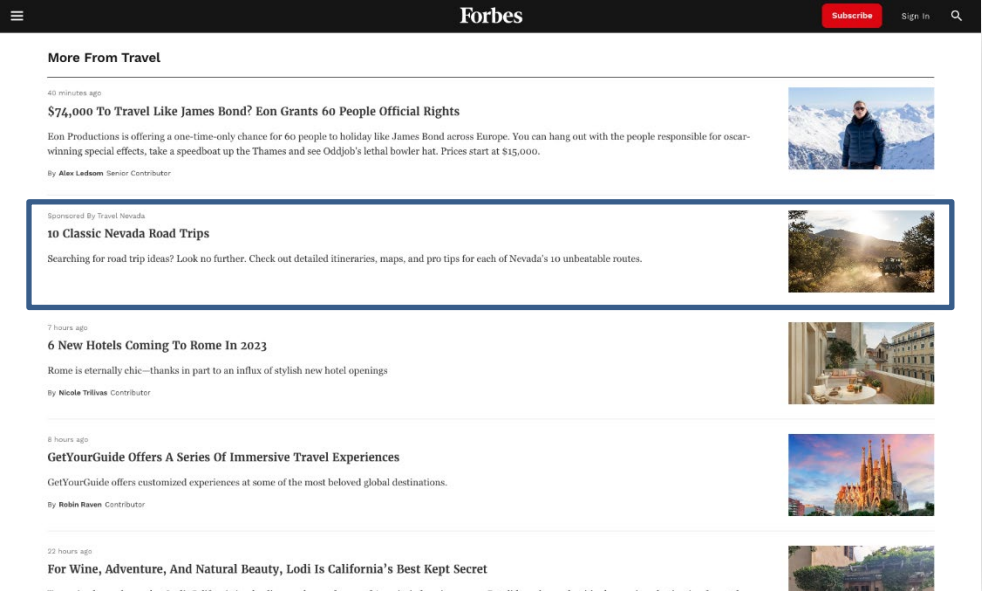 Forbes
Subscribe
Sign In
More From Travel
40 minutes ago
$74,000 To Travel Like James Bond? Eon Grants 60 People Official Rights
Eon Productions is offering a one-time-only chance for 60 people to holiday like James Bond across Europe. You can hang out with the people responsible for oscar-
winning special effects, take a speedboat up the Thames and see Oddjob's lethal bowler hat. Prices start at $15,000.
By Alex Ledsom Senior Contributor
Sponsored By Travel Nevada
10 Classic Nevada Road Trips
Searching for road trip ideas? Look no further. Check out detailed itineraries, maps, and pro tips for each of Nevada's 10 unbeatable routes.
7 hours ago
6 New Hotels Coming To Rome In 2023
Rome is eternally chic—thanks in part to an influx of stylish new hotel openings
By Nicole Trilivas Contributor
8 hours ago
GetYourGuide Offers A Series Of Immersive Travel Experiences
GetYourGuide offers customized experiences at some of the most beloved global destinations.
By Robin Raven Contributor
22 hours ago
For Wine, Adventure, And Natural Beauty, Lodi Is California's Best Kept Secret